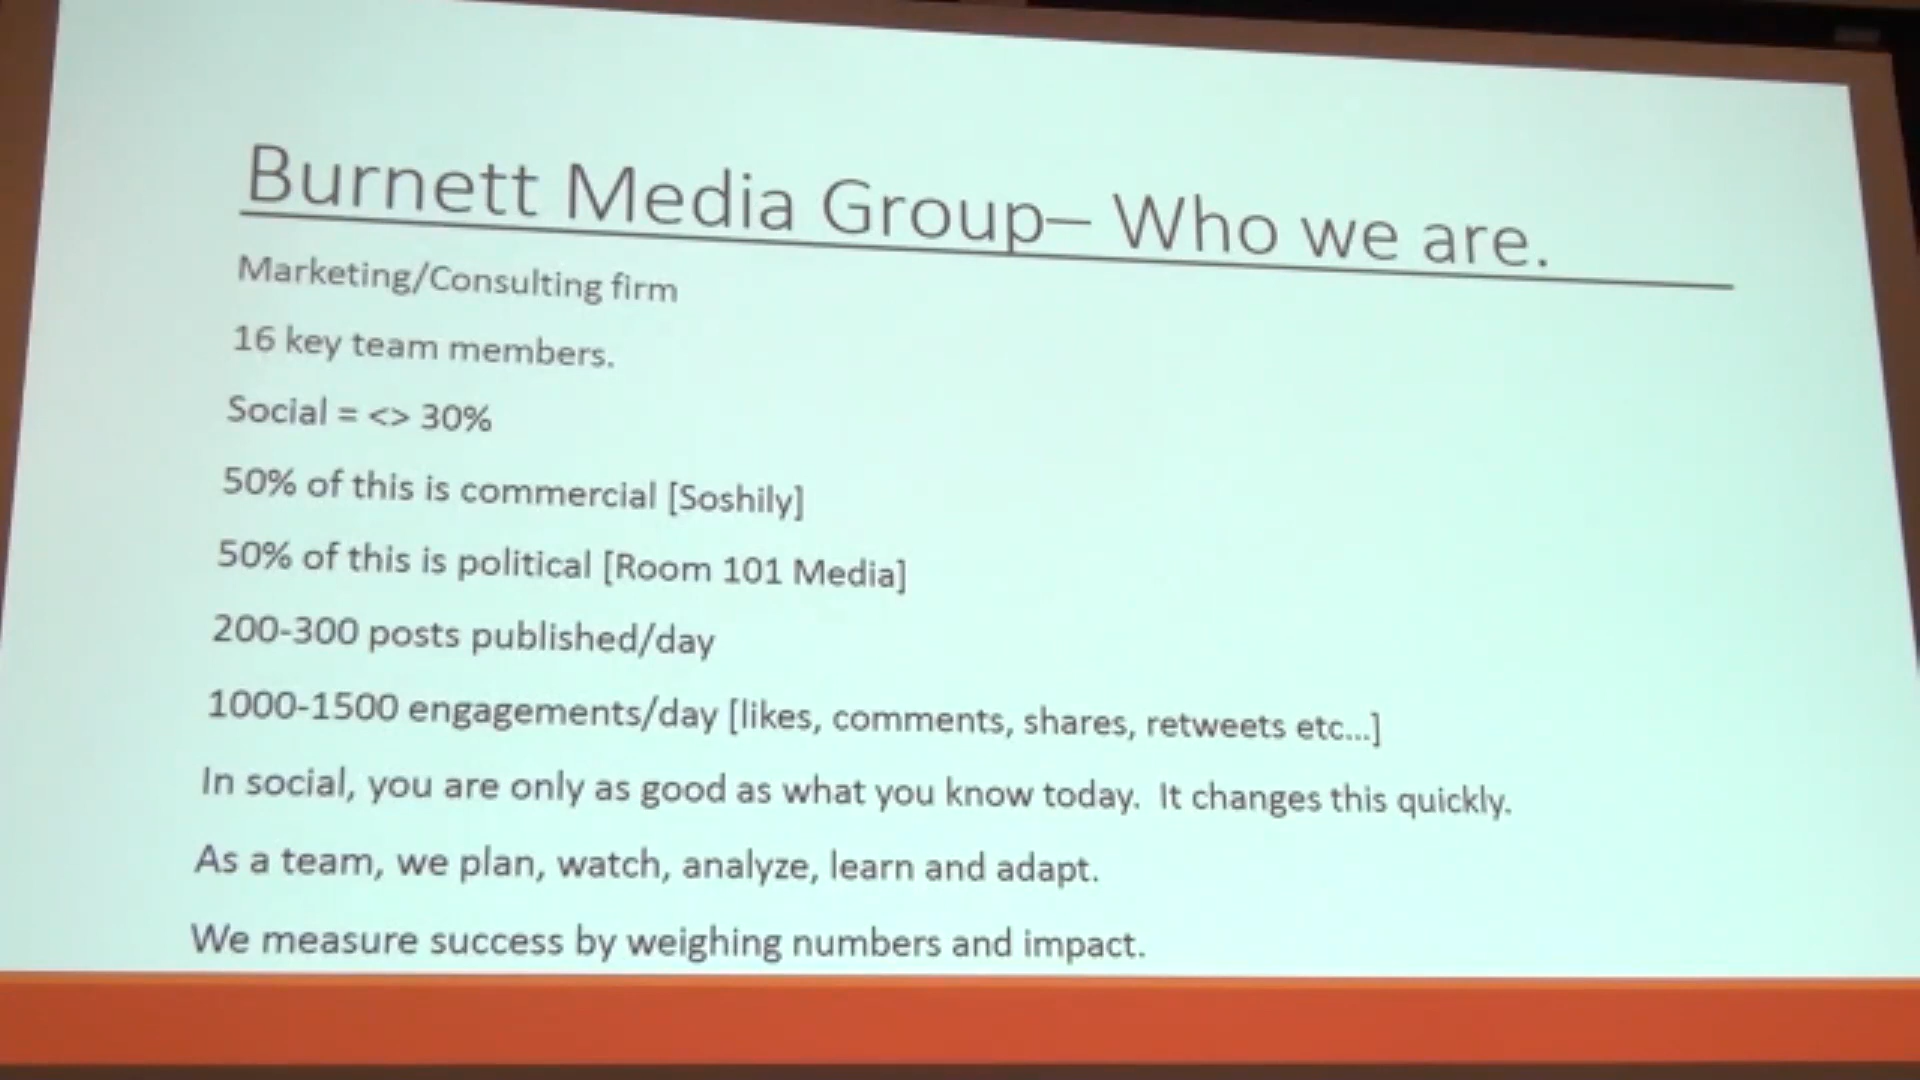 Burnett Media Group– Who we are.
Marketing/Consulting firm
16 key team members.
Social = <> 30%
50% of this is commercial [Soshily]
50% of this is political [Room 101 Media]
200-300 posts published/day
1000-1500 engagements/day [likes, comments, shares, retweets etc...]
In social, you are only as good as what you know today.  It changes this quickly.
As a team, we plan, watch, analyze, learn and adapt.
We measure success by weighing numbers and impact.